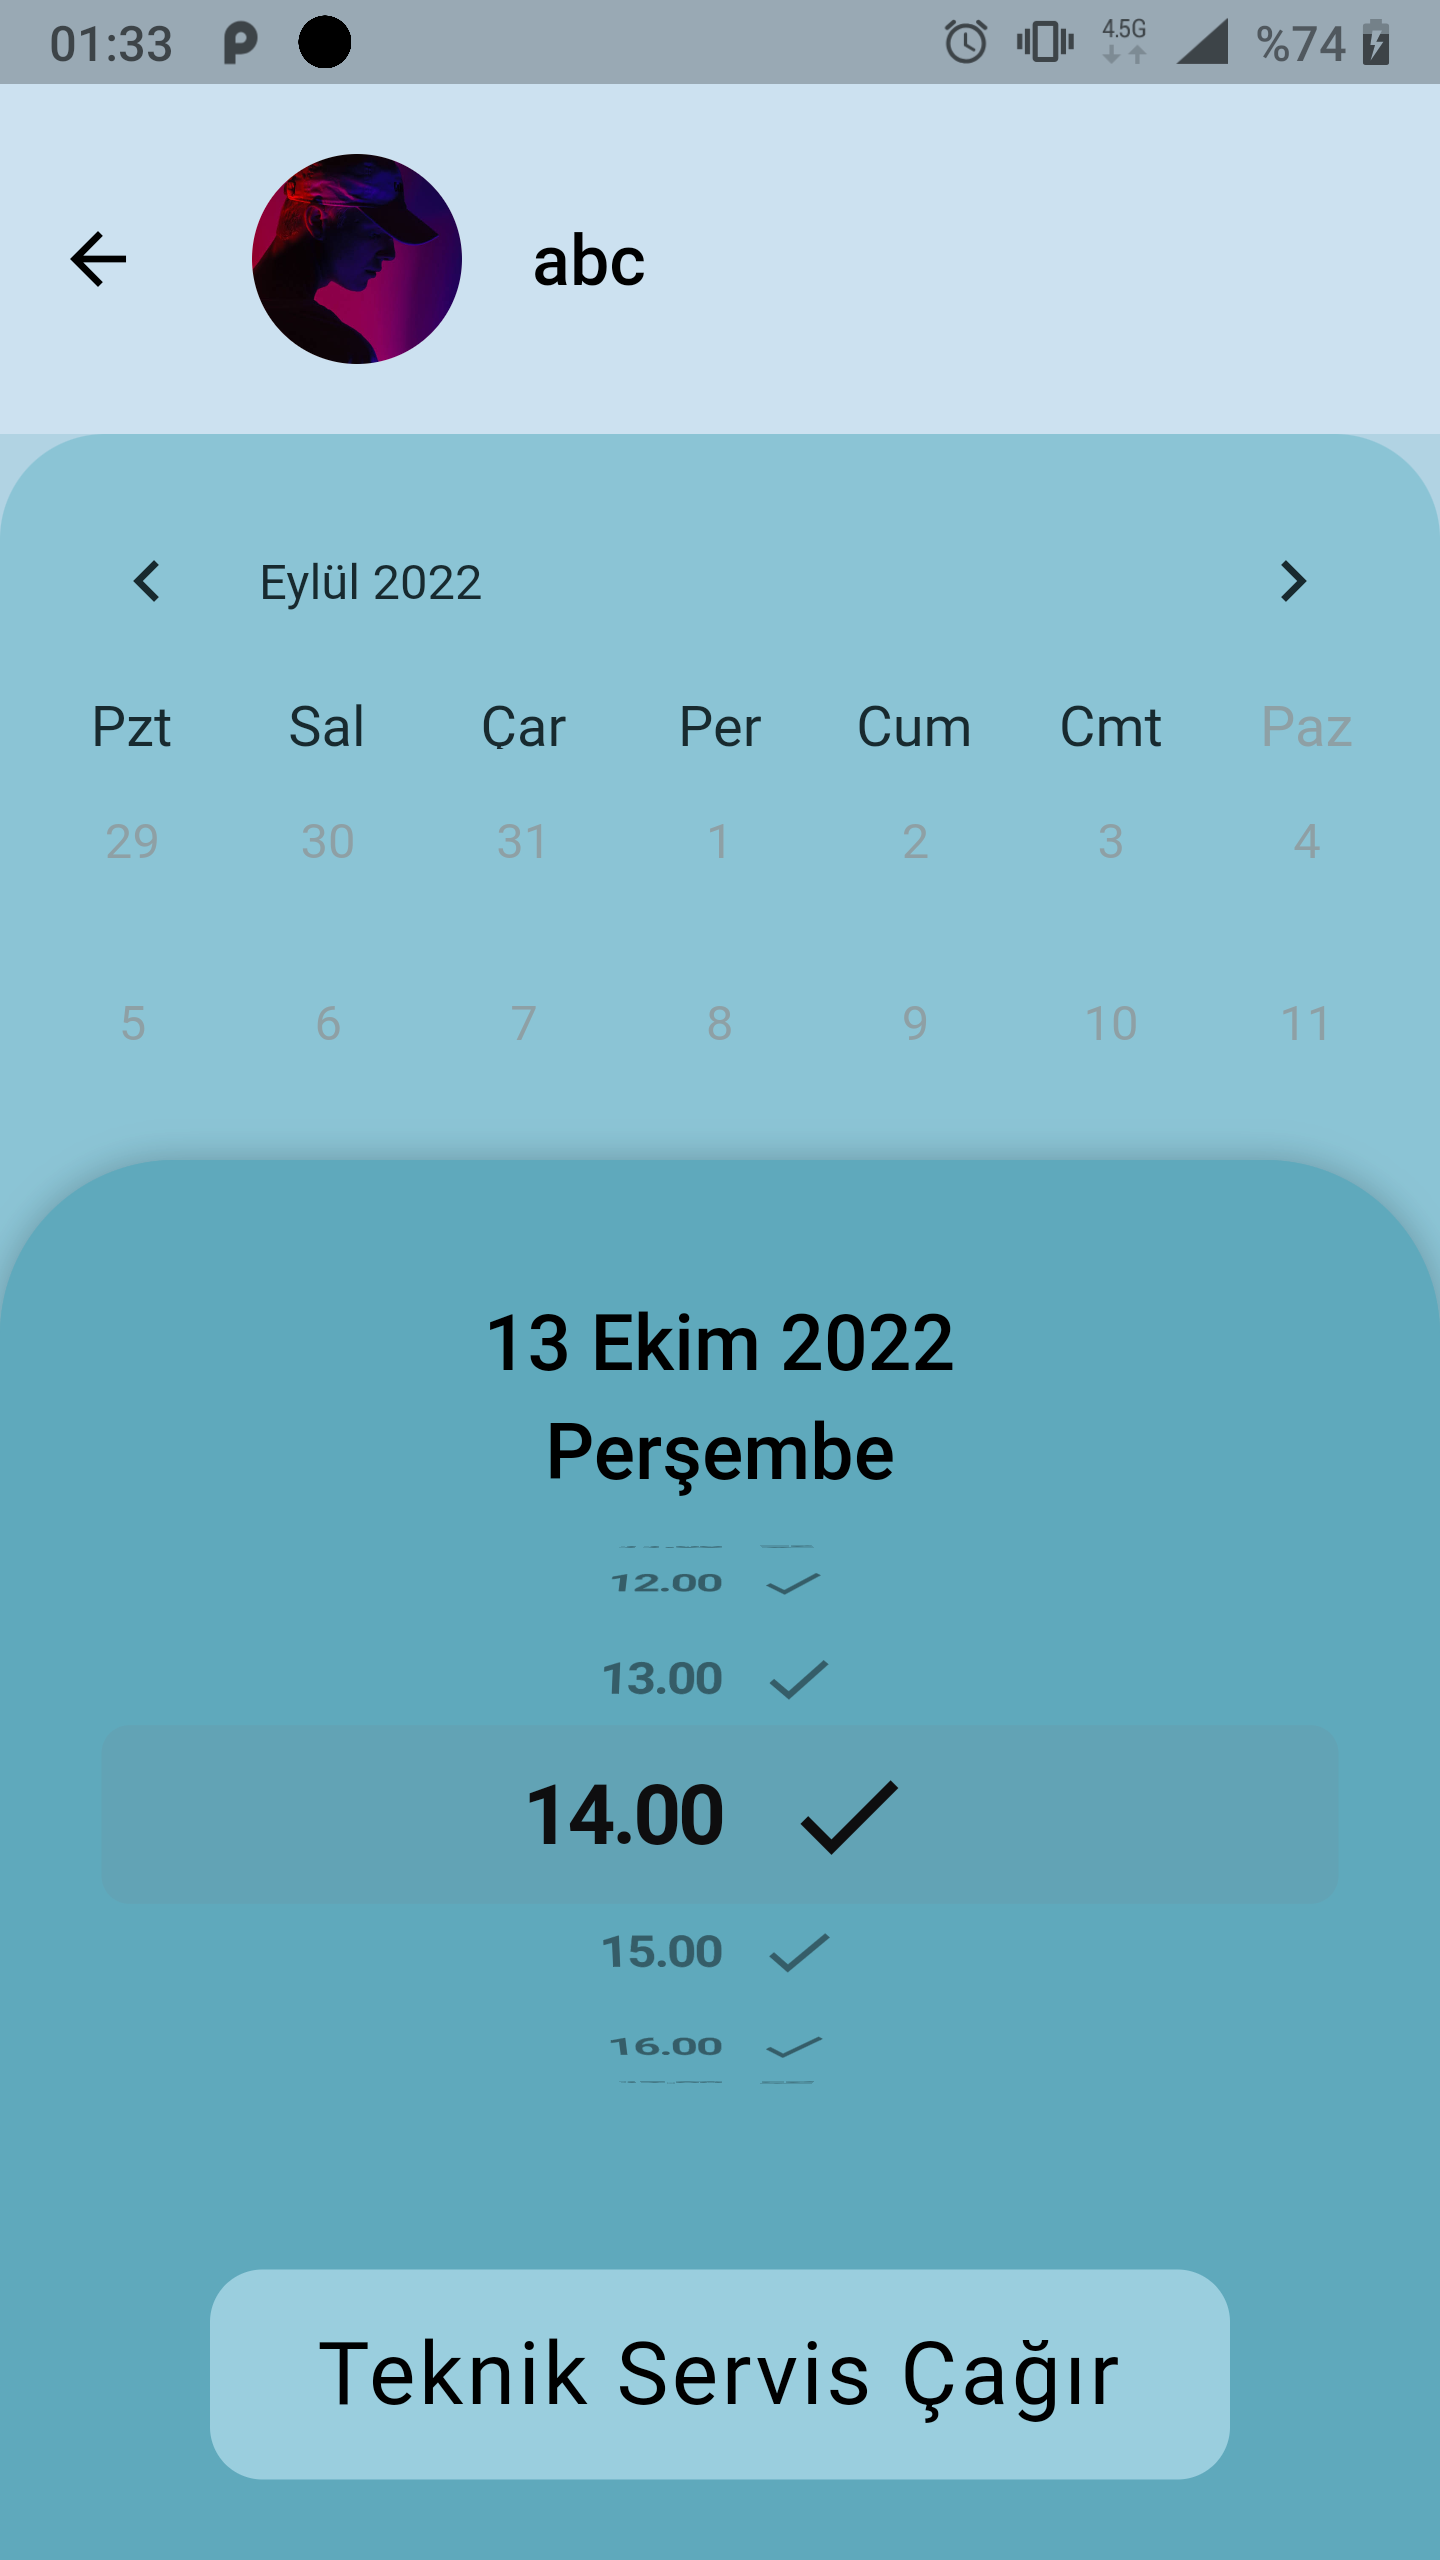 01:33 4.5G %74
abc
Eylül 2022
Pzt Sal Çar Per Cum Cmt Paz
29 30 31 1 2 3 4
5 6 7 8 9 10 11
13 Ekim 2022
Perşembe
12.00
13.00
14.00
15.00
16.00
Teknik Servis Çağır